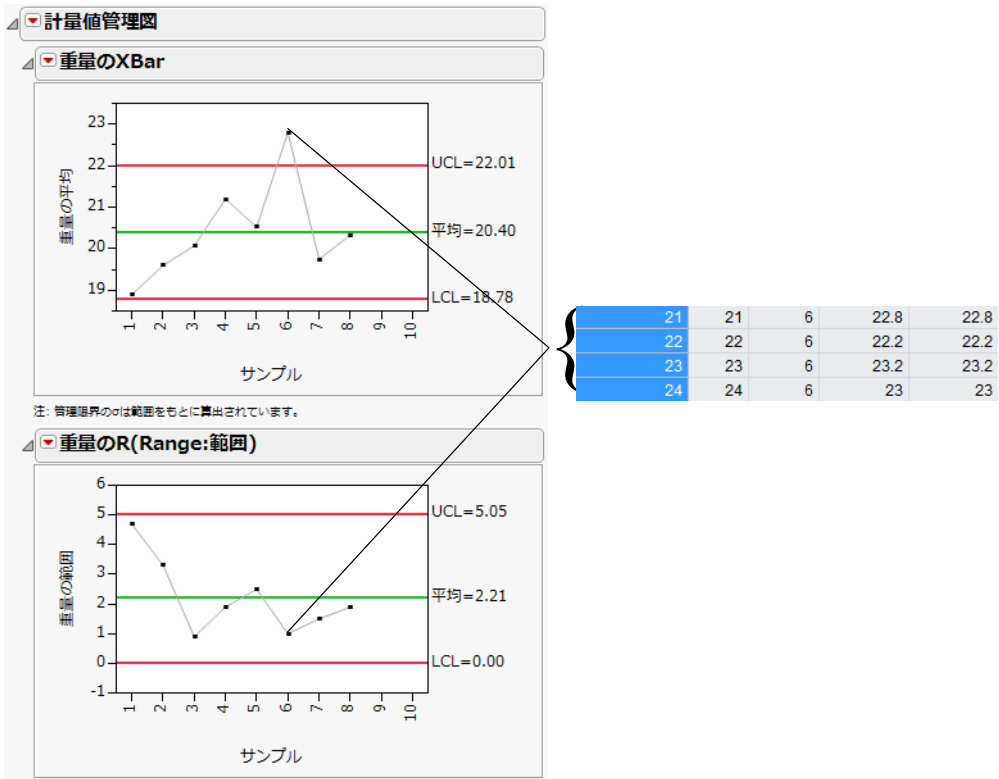 計量値管理図
重量のXBar
重量の平均
23
22
21
20
19
UCL=22.01
平均=20.40
LCL=18.78
1 2 3 4 5 6 7 8 9 10
サンプル
注: 管理限界のσは範囲をもとに算出されています。
重量のR(Range:範囲)
重量の範囲
6
5
4
3
2
1
0
-1
UCL=5.05
平均=2.21
LCL=0.00
1 2 3 4 5 6 7 8 9 10
サンプル
21 21 6 22.8 22.8
22 22 6 22.2 22.2
23 23 6 23.2 23.2
24 24 6 23 23